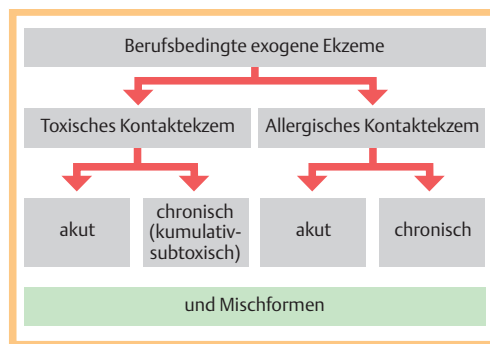 Berufsbedingte exogene Ekzeme
Toxisches Kontaktekzem
Allergisches Kontaktekzem
akut
chronisch
(kumulativ-
subtoxisch)
akut
chronisch
und Mischformen